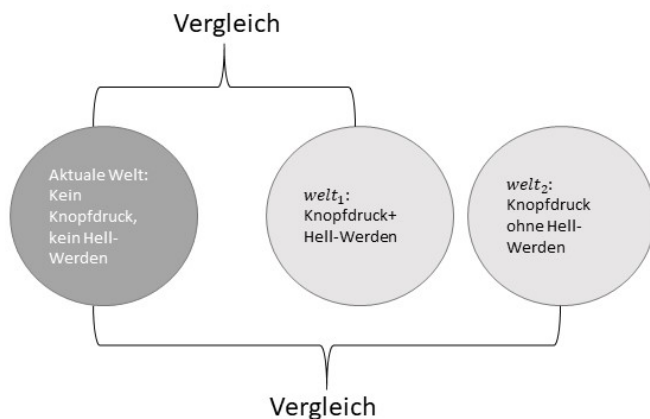 Vergleich
Aktuale Welt:
Kein
Knopfdruck,
kein Hell-
Werden
welt₁:
Knopfdruck+
Hell-Werden
welt₂:
Knopfdruck
ohne Hell-
Werden
Vergleich